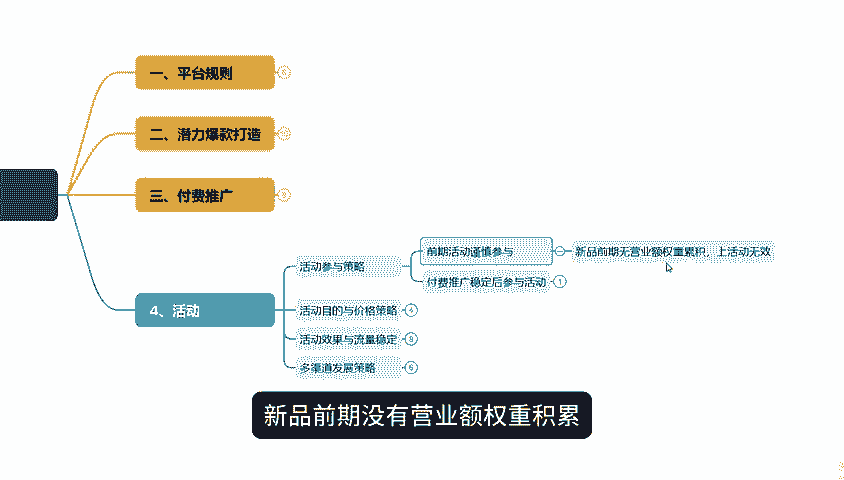 一、平台规则
二、潜力爆款打造
三、付费推广
4、活动
活动参与策略
前期活动谨慎参与
新品前期无营业额权重累积，上活动无效
付费推广稳定后参与活动
1
活动目的与价格策略
4
活动效果与流量稳定
8
多渠道发展策略
6
新品前期没有营业额权重积累